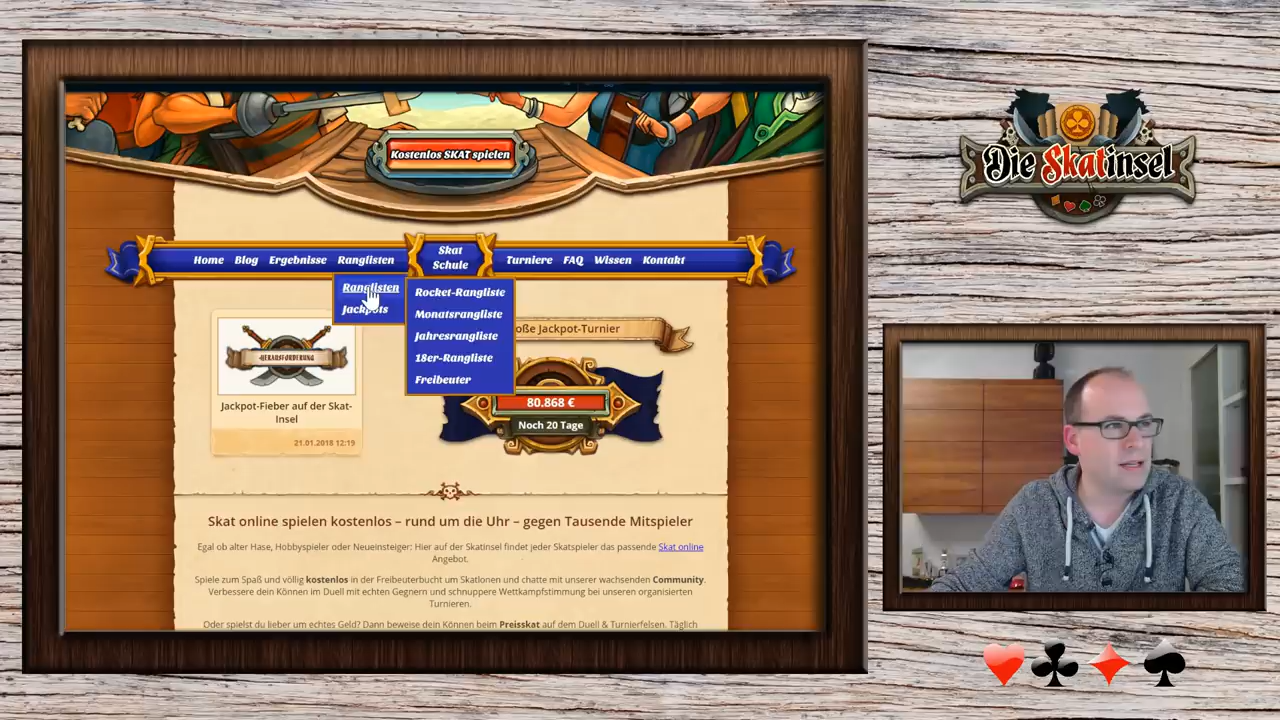 Kostenlos SKAT spielen
Die Skatinsel
Home Blog Ergebnisse Ranglisten Skat Schule Turniere FAQ Wissen Kontakt
Ranglisten
Jackpots
Rocket-Rangliste
Monatsrangliste
Jahresrangliste
18er-Rangliste
Freibeuter
oße Jackpot-Turnier
HERAUSFORDERUNG
Jackpot-Fieber auf der Skat-
Insel
21.01.2018 12:19
80.868 €
Noch 20 Tage
Skat online spielen kostenlos – rund um die Uhr – gegen Tausende Mitspieler
Egal ob alter Hase, Hobbyspieler oder Neueinsteiger: Hier auf der Skatinsel findet jeder Skatspieler das passende Skat online
Angebot.
Spiele zum Spaß und völlig kostenlos in der Freibeuterbucht um Skatlonen und chatte mit unserer wachsenden Community.
Verbessere dein Können im Duell mit echten Gegnern und schnuppere Wettkampfstimmung bei unseren organisierten
Turnieren.
Oder spielst du lieber um echtes Geld? Dann beweise dein Können beim Preisskat auf dem Duell & Turnierfelsen. Täglich